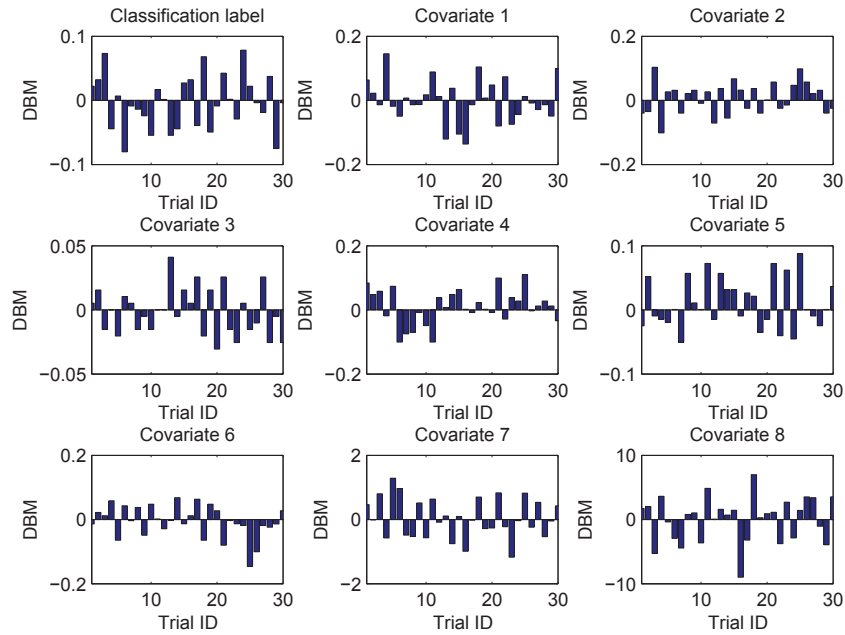 Classification label
0.1
0
−0.1
DBM
10
20
30
Trial ID
Covariate 1
0.2
0
−0.2
DBM
10
20
30
Trial ID
Covariate 2
0.2
0
−0.2
DBM
10
20
30
Trial ID
Covariate 3
0.05
0
−0.05
DBM
10
20
30
Trial ID
Covariate 4
0.2
0
−0.2
DBM
10
20
30
Trial ID
Covariate 5
0.1
0
−0.1
DBM
10
20
30
Trial ID
Covariate 6
0.2
0
−0.2
DBM
10
20
30
Trial ID
Covariate 7
2
0
−2
DBM
10
20
30
Trial ID
Covariate 8
10
0
−10
DBM
10
20
30
Trial ID